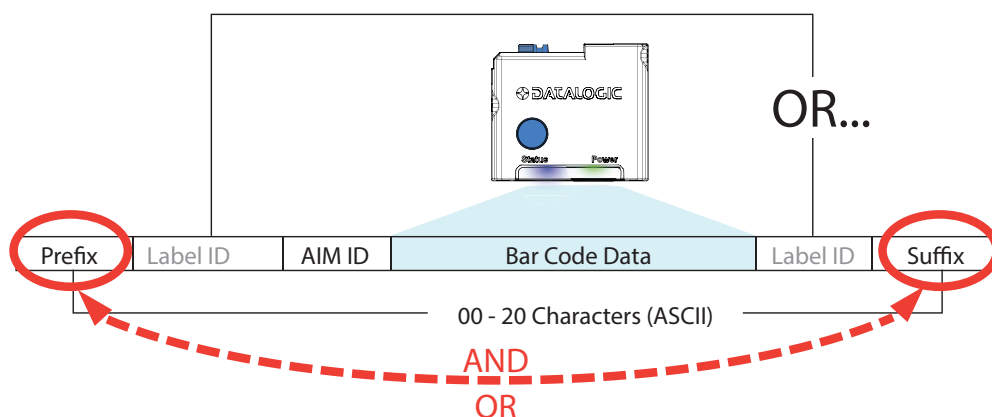 DATALOGIC
OR...
Status Power
Prefix Label ID AIM ID Bar Code Data Label ID Suffix
00 - 20 Characters (ASCII)
AND
OR